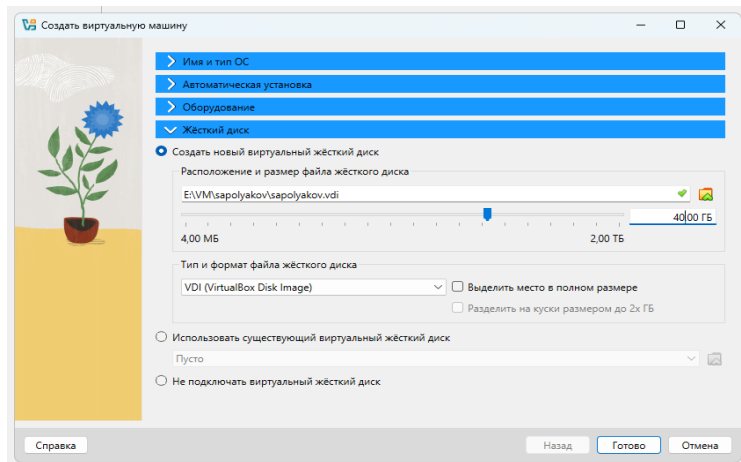 Создать виртуальную машину
Имя и тип ОС
Автоматическая установка
Оборудование
Жёсткий диск
Создать новый виртуальный жёсткий диск
Расположение и размер файла жёсткого диска
E:\VM\sapolyakov\sapolyakov.vdi
40,00 ГБ
4,00 МБ 2,00 ТБ
Тип и формат файла жёсткого диска
VDI (VirtualBox Disk Image) Выделить место в полном размере
Разделить на куски размером до 2х ГБ
Использовать существующий виртуальный жёсткий диск
Пусто
Не подключать виртуальный жёсткий диск
Справка Назад Готово Отмена